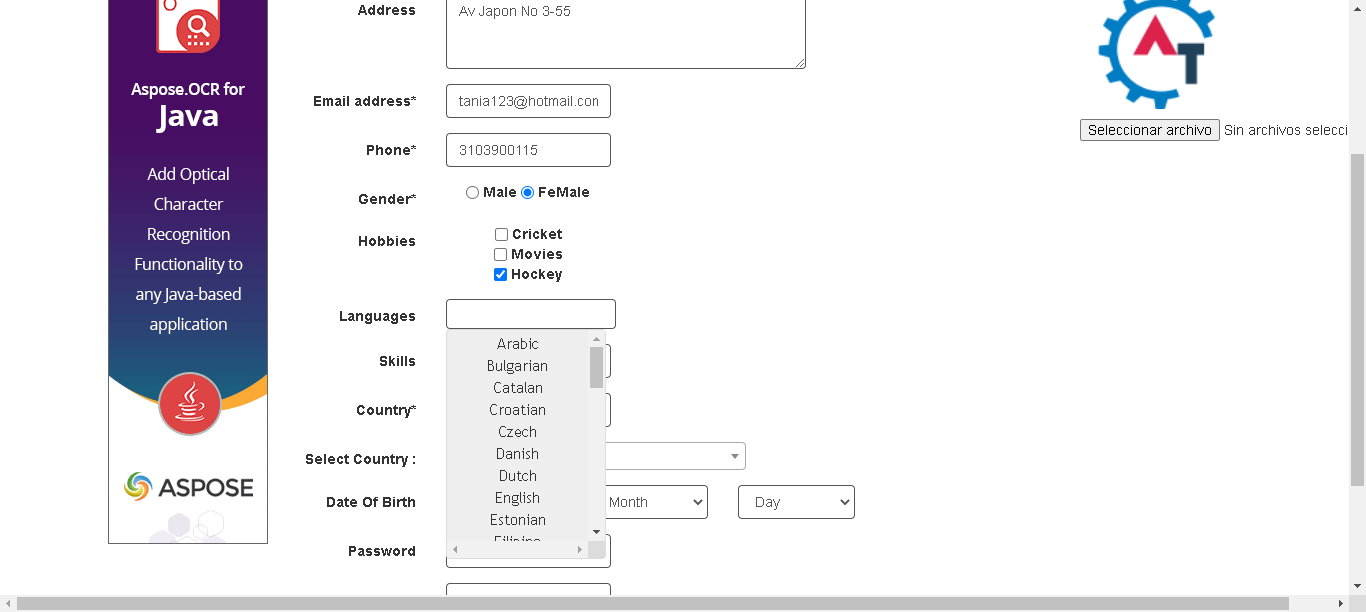 Aspose.OCR for
Java
Add Optical
Character
Recognition
Functionality to
any Java-based
application
ASPOSE
Address
Av Japon No 3-55
Email address*
tania123@hotmail.con
Phone*
3103900115
Gender*
Male FeMale
Hobbies
Cricket
Movies
Hockey
Languages
Arabic
Bulgarian
Catalan
Croatian
Czech
Danish
Dutch
English
Estonian
Filipino
Skills
Country*
Select Country :
Date Of Birth
Month
Day
Password
AT
Seleccionar archivo Sin archivos selecci